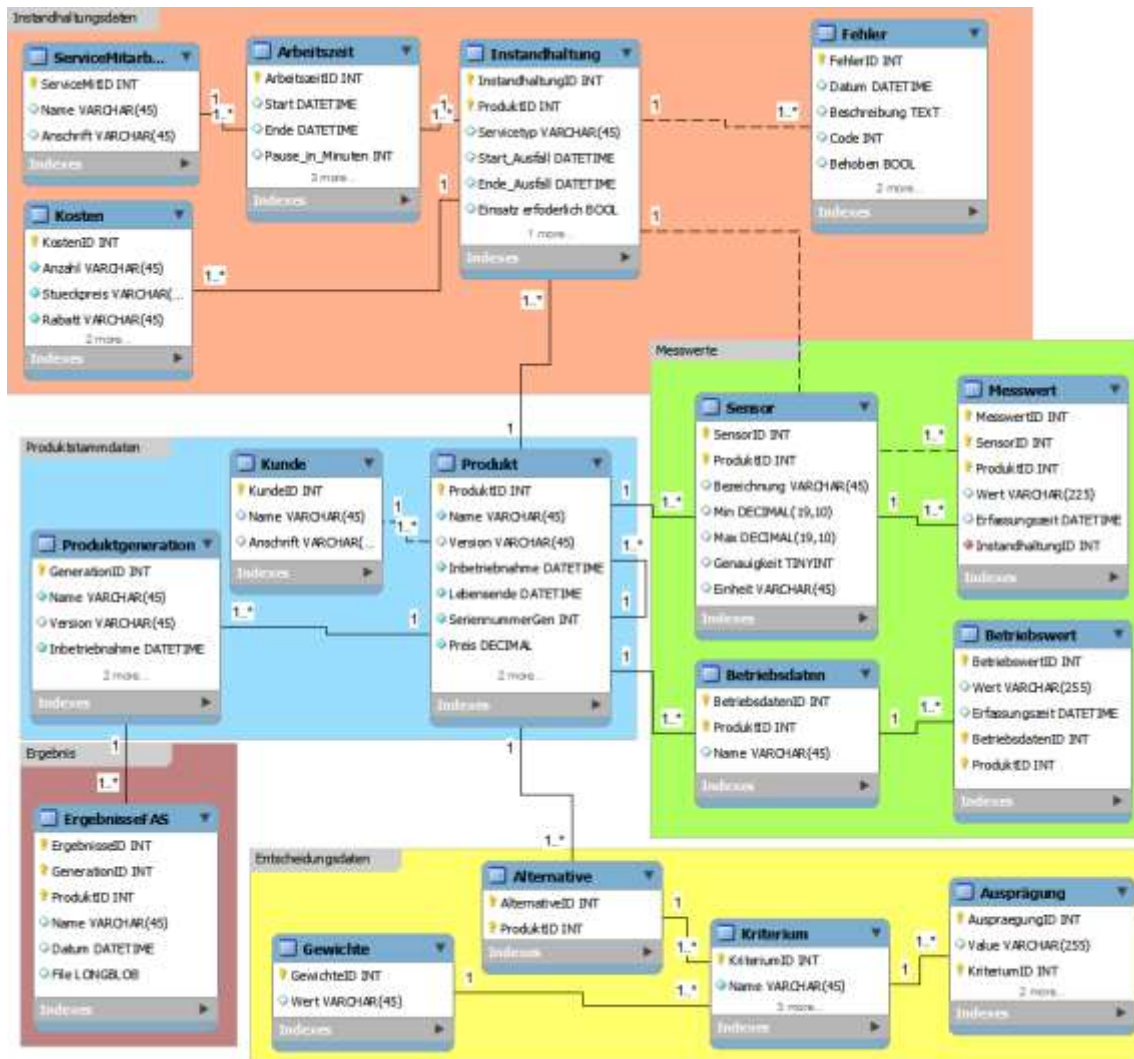 Instandhaltungsdaten
ServiceMitarb...
ServiceMitID INT
Name VARCHAR(45)
Anschrift VARCHAR(45)
Indexes
Arbeitszeit
ArbeitszeitID INT
Start DATETIME
Ende DATETIME
Pause_in_Minuten INT
3 more...
Indexes
Instandhaltung
InstandhaltungID INT
ProduktID INT
Servicetyp VARCHAR(45)
Start_Ausfall DATETIME
Ende_Ausfall DATETIME
Einsatz erfoderlich BOOL
1 more...
Indexes
Fehler
FehlerID INT
Datum DATETIME
Beschreibung TEXT
Code INT
Behoben BOOL
2 more...
Indexes
1
1..*
1
1..*
1
1..*
Kosten
KostenID INT
Anzahl VARCHAR(45)
Stueckpreis VARCHAR(...
Rabatt VARCHAR(45)
2 more...
Indexes
1
1..*
1
1..*
1
Messwerte
Sensor
SensorID INT
ProduktID INT
Bezeichnung VARCHAR(45)
Min DECIMAL(19,10)
Max DECIMAL(19,10)
Genauigkeit TINYINT
Einheit VARCHAR(45)
Indexes
Messwert
MesswertID INT
SensorID INT
ProduktID INT
Wert VARCHAR(225)
Erfassungszeit DATETIME
InstandhaltungID INT
Indexes
1..*
1
1..*
Produktstammdaten
Kunde
KundeID INT
Name VARCHAR(45)
Anschrift VARCHAR(...
Indexes
Produkt
ProduktID INT
Name VARCHAR(45)
Version VARCHAR(45)
Inbetriebnahme DATETIME
Lebensende DATETIME
SeriennummerGen INT
Preis DECIMAL
2 more...
Indexes
1
1..*
1
1..*
1..*
1
1
1..*
Produktgeneration
GenerationID INT
Name VARCHAR(45)
Version VARCHAR(45)
Inbetriebnahme DATETIME
2 more...
Indexes
1..*
1
Betriebsdaten
BetriebsdatenID INT
ProduktID INT
Name VARCHAR(45)
Indexes
Betriebswert
BetriebswertID INT
Wert VARCHAR(255)
Erfassungszeit DATETIME
BetriebsdatenID INT
ProduktID INT
Indexes
1
1..*
Ergebnis
1
1..*
ErgebnisseFAS
ErgebnisseID INT
GenerationID INT
ProduktID INT
Name VARCHAR(45)
Datum DATETIME
File LONGBLOB
Indexes
1
1..*
Entscheidungsdaten
Alternative
AlternativeID INT
ProduktID INT
Indexes
Gewichte
GewichteID INT
Wert VARCHAR(45)
Indexes
1
1..*
1
1..*
Kriterium
KriteriumID INT
Name VARCHAR(45)
3 more...
Indexes
1
1..*
Ausprägung
AuspraegungID INT
Value VARCHAR(255)
KriteriumID INT
2 more...
Indexes